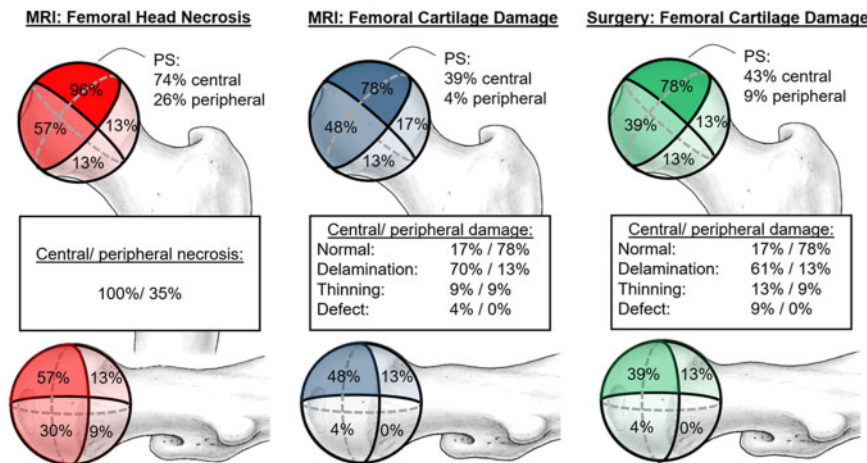 MRI: Femoral Head Necrosis
PS:
74% central
26% peripheral
96%
57%
13%
13%
Central/ peripheral necrosis:
100%/ 35%
57%
13%
30%
9%
MRI: Femoral Cartilage Damage
PS:
39% central
4% peripheral
78%
48%
17%
13%
Central/ peripheral damage:
Normal: 17% / 78%
Delamination: 70% / 13%
Thinning: 9% / 9%
Defect: 4% / 0%
48%
13%
4%
0%
Surgery: Femoral Cartilage Damage
PS:
43% central
9% peripheral
78%
39%
13%
13%
Central/ peripheral damage:
Normal: 17% / 78%
Delamination: 61% / 13%
Thinning: 13% / 9%
Defect: 9% / 0%
39%
13%
4%
0%